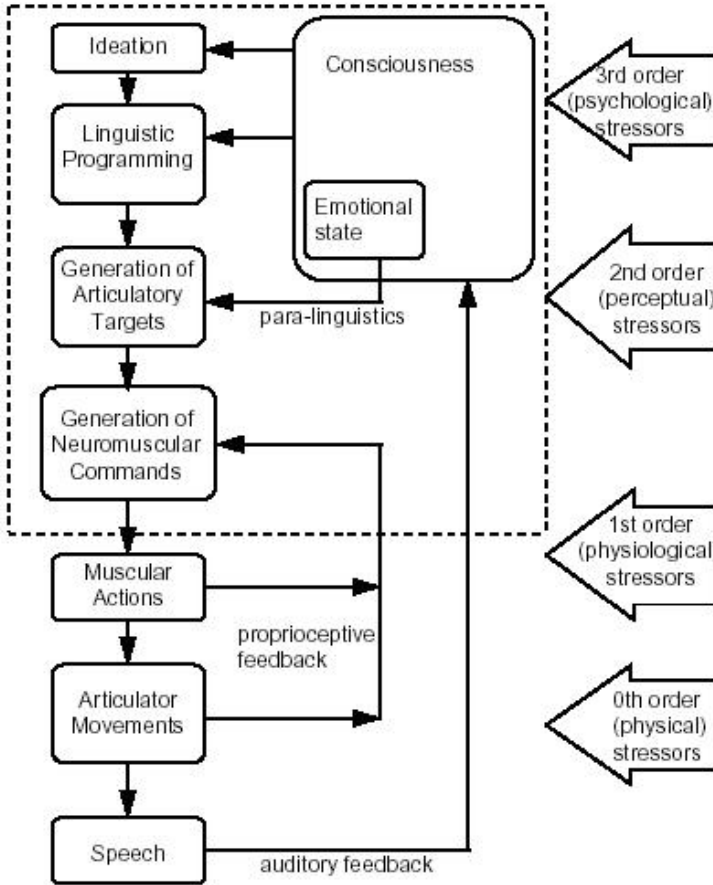 Ideation
Consciousness
3rd order
(psychological)
stressors
Linguistic
Programming
Emotional
state
Generation of
Articulatory
Targets
para-linguistics
2nd order
(perceptual)
stressors
Generation of
Neuromuscular
Commands
1st order
(physiological)
stressors
Muscular
Actions
proprioceptive
feedback
Articulator
Movements
0th order
(physical)
stressors
Speech
auditory feedback